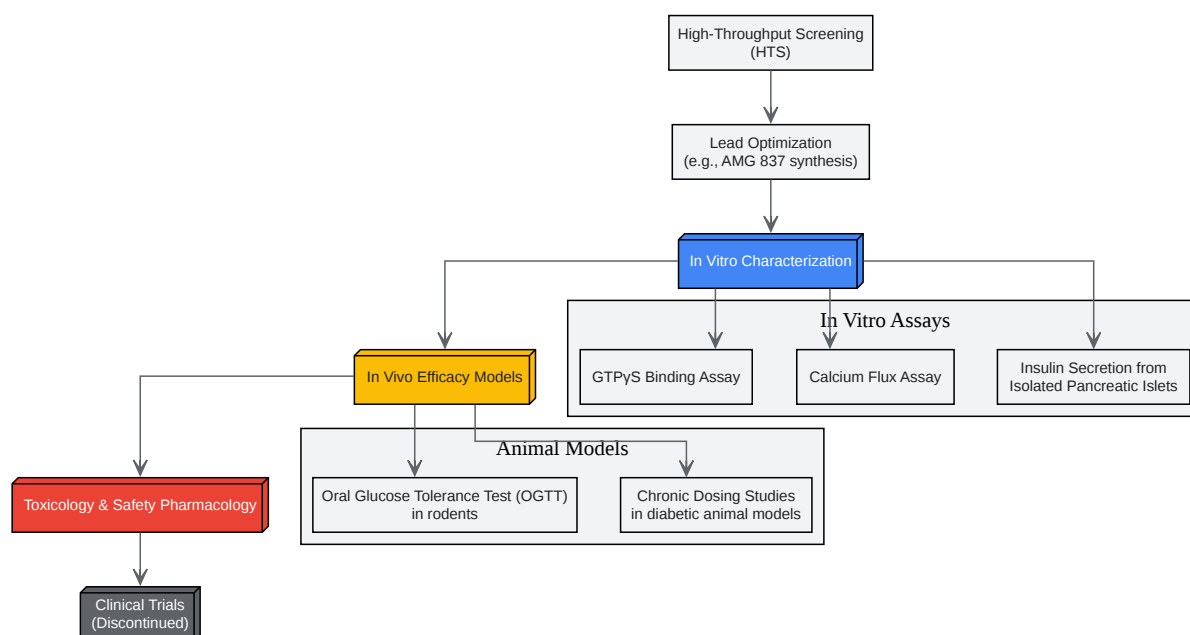 High-Throughput Screening
(HTS)
Lead Optimization
(e.g., AMG 837 synthesis)
In Vitro Characterization
In Vitro Assays
GTPγS Binding Assay
Calcium Flux Assay
Insulin Secretion from
Isolated Pancreatic Islets
In Vivo Efficacy Models
Animal Models
Oral Glucose Tolerance Test (OGTT)
in rodents
Chronic Dosing Studies
in diabetic animal models
Toxicology & Safety Pharmacology
Clinical Trials
(Discontinued)